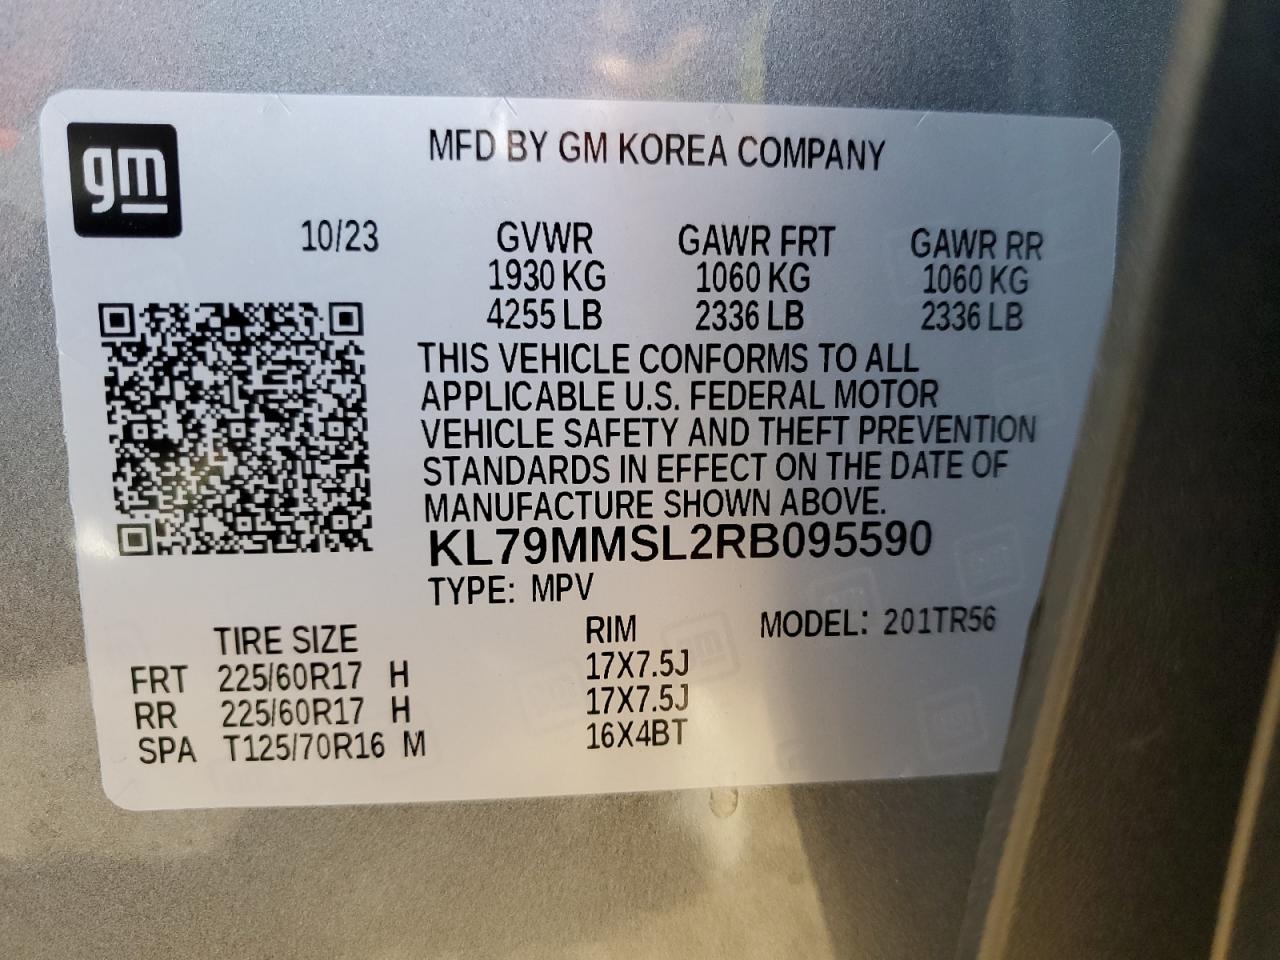 gm
MFD BY GM KOREA COMPANY
10/23 GVWR GAWR FRT GAWR RR
1930 KG 1060 KG 1060 KG
4255 LB 2336 LB 2336 LB
THIS VEHICLE CONFORMS TO ALL
APPLICABLE U.S. FEDERAL MOTOR
VEHICLE SAFETY AND THEFT PREVENTION
STANDARDS IN EFFECT ON THE DATE OF
MANUFACTURE SHOWN ABOVE.
KL79MMSL2RB095590
TYPE: MPV
TIRE SIZE RIM MODEL: 201TR56
FRT 225/60R17 H 17X7.5J
RR 225/60R17 H 17X7.5J
SPA T125/70R16 M 16X4BT